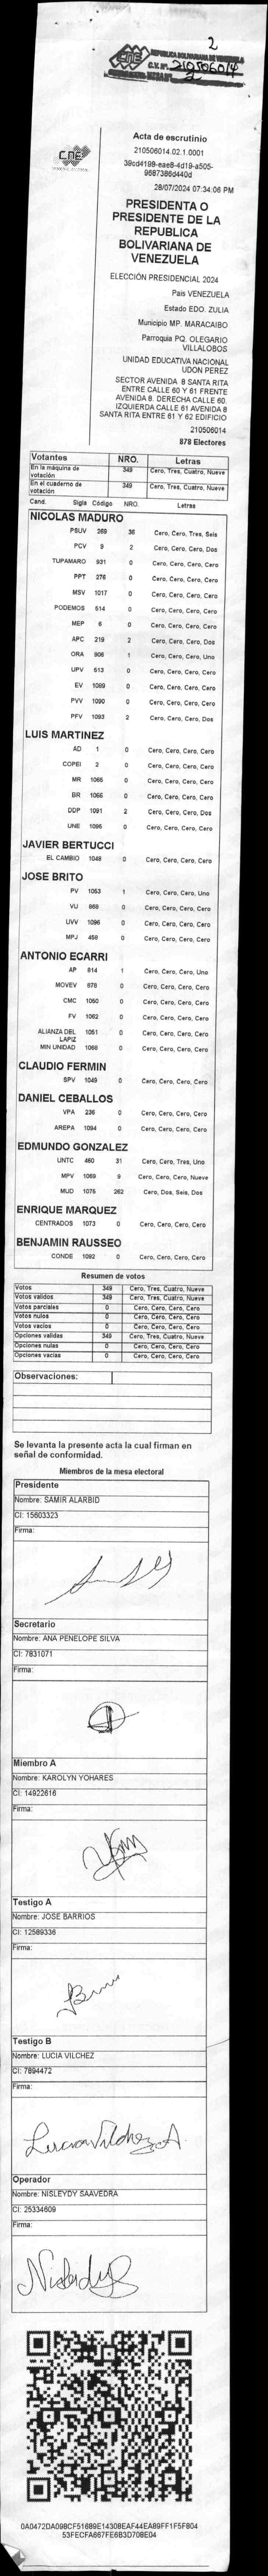 2
REPUBLICA BOLIVARIANA DE VENEZUELA
C.V. Nº 210506014
2
CNE
Acta de escrutinio
210506014.02.1.0001
39cd4198-eae8-4d19-a505-
9687386d440d
28/07/2024 07:34:06 PM
PRESIDENTA O
PRESIDENTE DE LA
REPUBLICA
BOLIVARIANA DE
VENEZUELA
ELECCIÓN PRESIDENCIAL 2024
País VENEZUELA
Estado EDO. ZULIA
Municipio MP. MARACAIBO
Parroquia PQ. OLEGARIO
VILLALOBOS
UNIDAD EDUCATIVA NACIONAL
UDON PEREZ
SECTOR AVENIDA 8 SANTA RITA
ENTRE CALLE 60 Y 61 FRENTE
AVENIDA 8. DERECHA CALLE 60.
IZQUIERDA CALLE 61 AVENIDA 8
SANTA RITA ENTRE 61 Y 62 EDIFICIO
210506014
878 Electores
Votantes NRO. Letras
En la máquina de votación 349 Cero, Tres, Cuatro, Nueve
En el cuaderno de votación 349 Cero, Tres, Cuatro, Nueve
Cand. Sigla Código NRO. Letras
NICOLAS MADURO
PSUV 269 36 Cero, Cero, Tres, Seis
PCV 9 2 Cero, Cero, Cero, Dos
TUPAMARO 931 0 Cero, Cero, Cero, Cero
PPT 276 0 Cero, Cero, Cero, Cero
MSV 1017 0 Cero, Cero, Cero, Cero
PODEMOS 514 0 Cero, Cero, Cero, Cero
MEP 6 0 Cero, Cero, Cero, Cero
APC 219 2 Cero, Cero, Cero, Dos
ORA 906 1 Cero, Cero, Cero, Uno
UPV 613 0 Cero, Cero, Cero, Cero
EV 1089 0 Cero, Cero, Cero, Cero
PVV 1090 0 Cero, Cero, Cero, Cero
PFV 1093 2 Cero, Cero, Cero, Dos
LUIS MARTINEZ
AD 1 0 Cero, Cero, Cero, Cero
COPEI 2 0 Cero, Cero, Cero, Cero
MR 1065 0 Cero, Cero, Cero, Cero
BR 1066 0 Cero, Cero, Cero, Cero
DDP 1091 2 Cero, Cero, Cero, Dos
UNE 1095 0 Cero, Cero, Cero, Cero
JAVIER BERTUCCI
EL CAMBIO 1048 0 Cero, Cero, Cero, Cero
JOSE BRITO
PV 1053 1 Cero, Cero, Cero, Uno
VU 868 0 Cero, Cero, Cero, Cero
UVV 1096 0 Cero, Cero, Cero, Cero
MPJ 459 0 Cero, Cero, Cero, Cero
ANTONIO ECARRI
AP 814 1 Cero, Cero, Cero, Uno
MOVEV 878 0 Cero, Cero, Cero, Cero
CMC 1050 0 Cero, Cero, Cero, Cero
FV 1062 0 Cero, Cero, Cero, Cero
ALIANZA DEL LAPIZ 1051 0 Cero, Cero, Cero, Cero
MIN UNIDAD 1068 0 Cero, Cero, Cero, Cero
CLAUDIO FERMIN
SPV 1049 0 Cero, Cero, Cero, Cero
DANIEL CEBALLOS
VPA 236 0 Cero, Cero, Cero, Cero
AREPA 1094 0 Cero, Cero, Cero, Cero
EDMUNDO GONZALEZ
UNTC 460 31 Cero, Cero, Tres, Uno
MPV 1069 9 Cero, Cero, Cero, Nueve
MUD 1075 262 Cero, Dos, Seis, Dos
ENRIQUE MARQUEZ
CENTRADOS 1073 0 Cero, Cero, Cero, Cero
BENJAMIN RAUSSEO
CONDE 1092 0 Cero, Cero, Cero, Cero
Resumen de votos
Votos 349 Cero, Tres, Cuatro, Nueve
Votos validos 349 Cero, Tres, Cuatro, Nueve
Votos parciales 0 Cero, Cero, Cero, Cero
Votos nulos 0 Cero, Cero, Cero, Cero
Votos vacíos 0 Cero, Cero, Cero, Cero
Opciones validas 349 Cero, Tres, Cuatro, Nueve
Opciones nulas 0 Cero, Cero, Cero, Cero
Opciones vacías 0 Cero, Cero, Cero, Cero
Observaciones:
Se levanta la presente acta la cual firman en
señal de conformidad.
Miembros de la mesa electoral
Presidente
Nombre: SAMIR ALARBID
CI: 15603323
Firma:
Secretario
Nombre: ANA PENELOPE SILVA
CI: 7831071
Firma:
Miembro A
Nombre: KAROLYN YOHARES
CI: 14922616
Firma:
Testigo A
Nombre: JOSE BARRIOS
CI: 12589336
Firma:
Testigo B
Nombre: LUCIA VILCHEZ
CI: 7894472
Firma:
Lucia Vilchez A.
Operador
Nombre: NISLEYDY SAAVEDRA
CI: 25334609
Firma:
0A0472DA098CF51689E14308EAF44EA89FF1F5F804
53FECFA667FE6B3D708E04